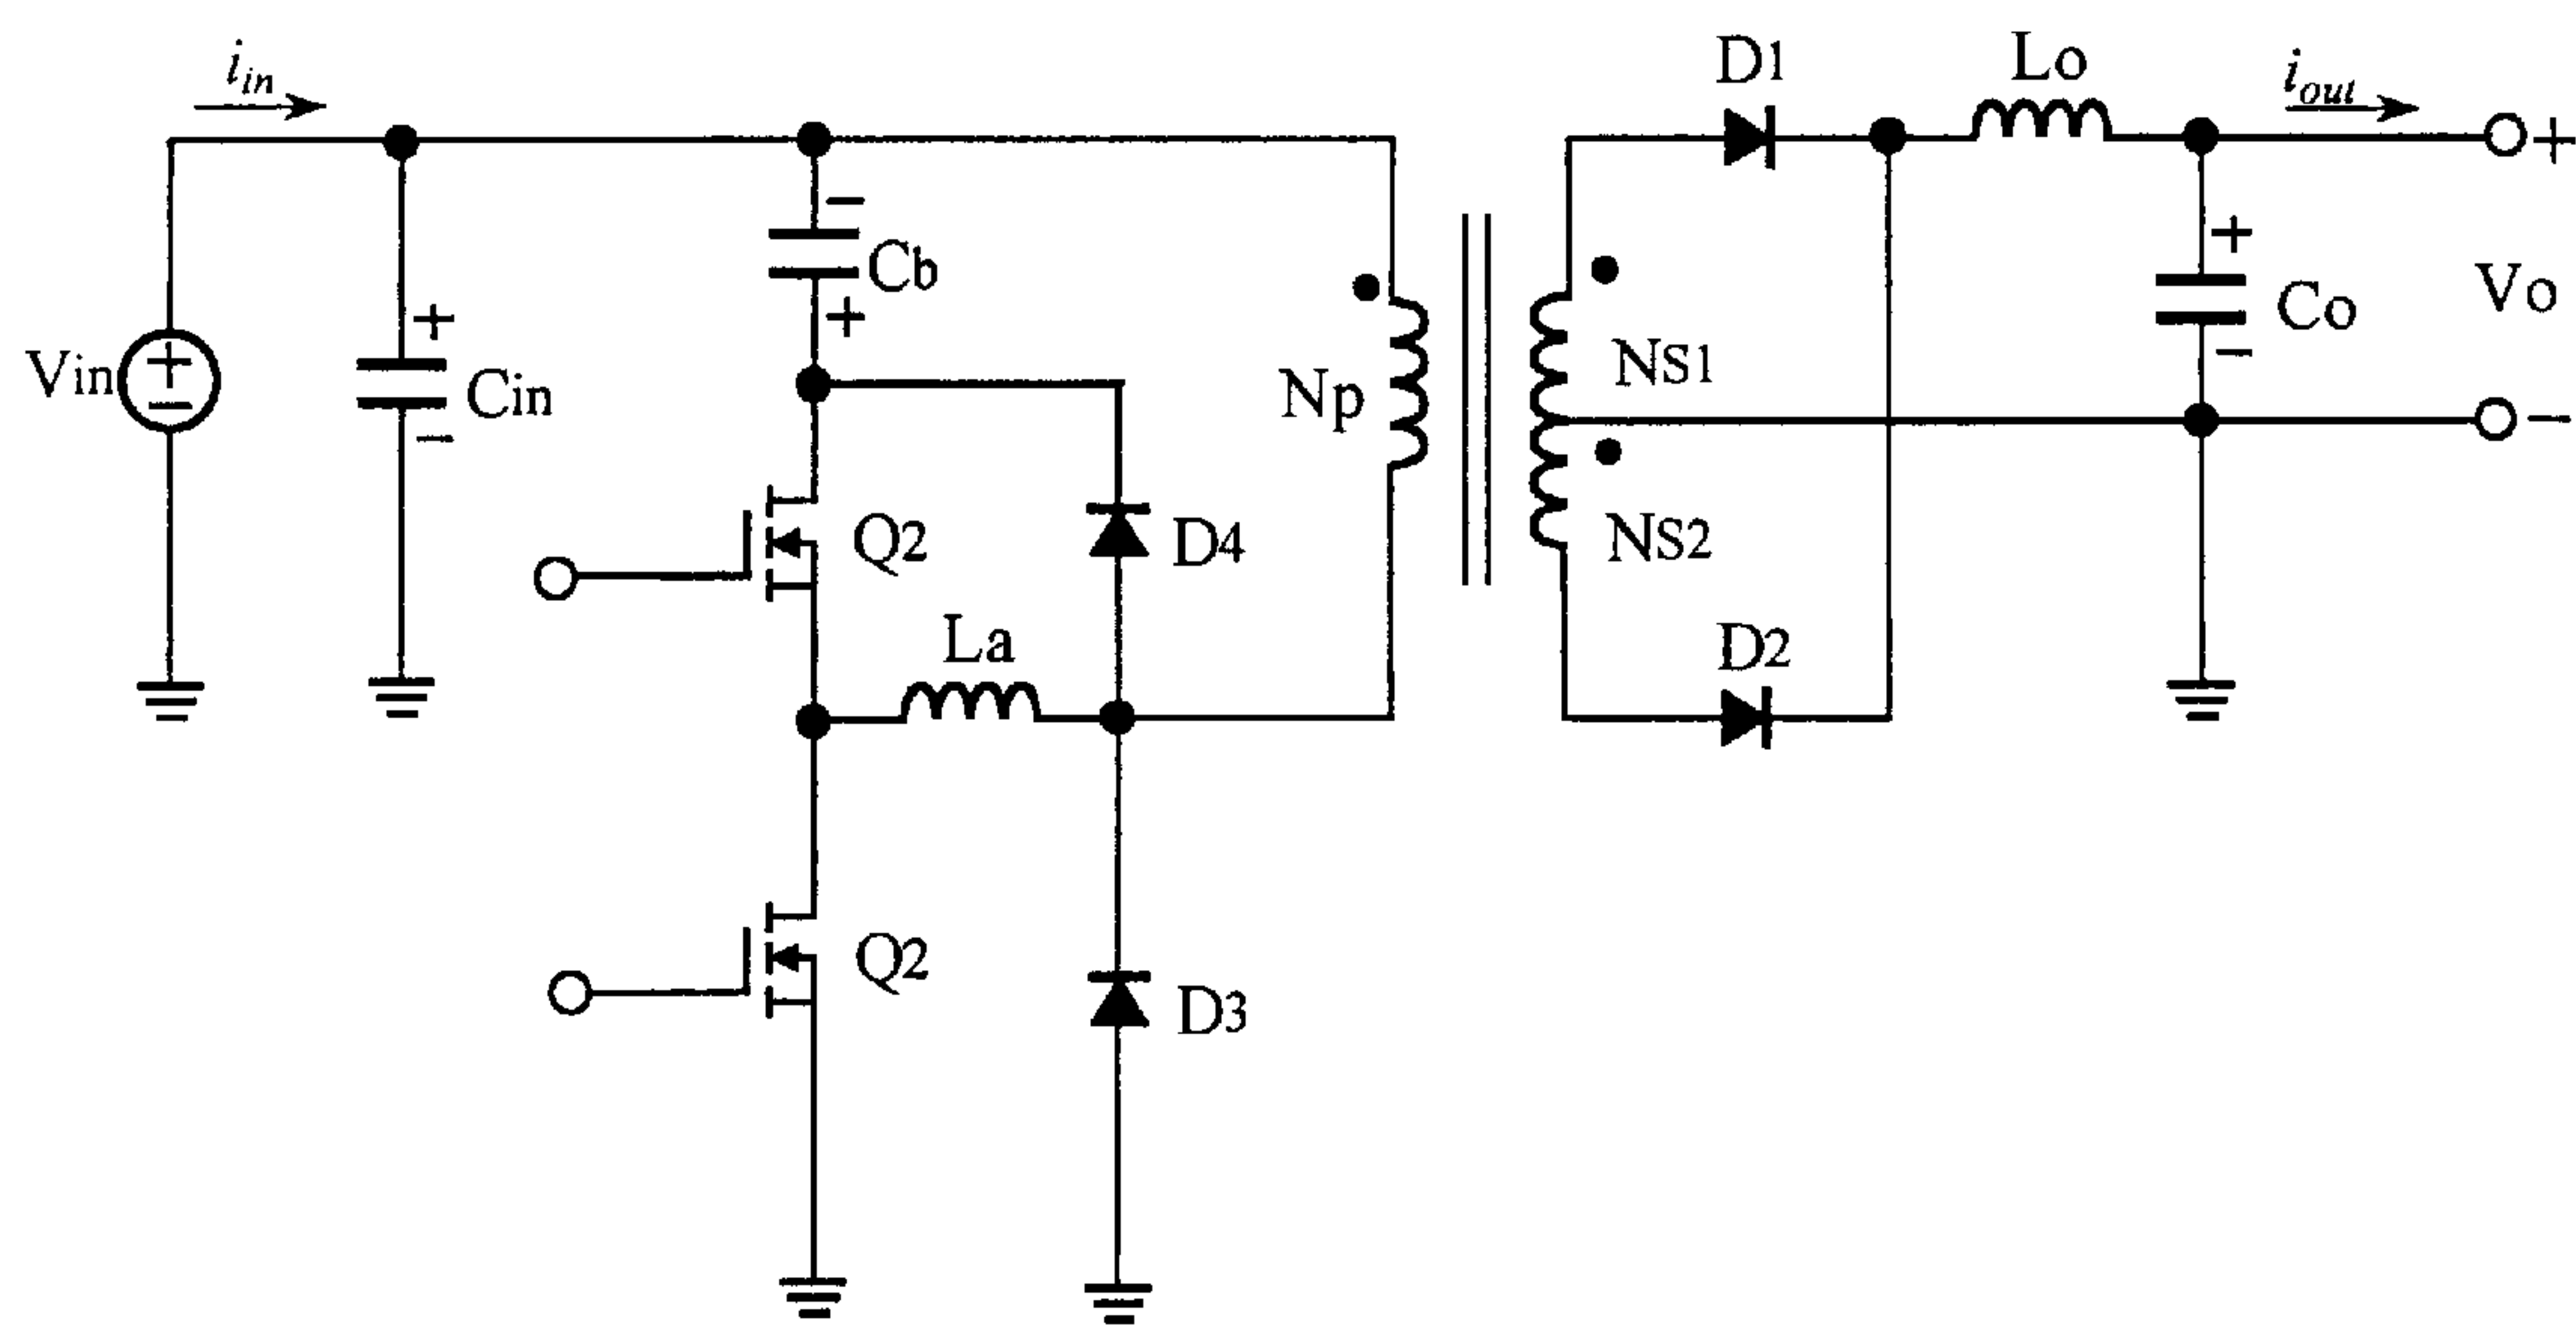 i_in
D1
Lo
i_out
+
−
Cb
+
Vin
+
−
+
Cin
−
Np
NS1
NS2
+
Co
−
Vo
−
Q2
D4
La
D2
Q2
D3